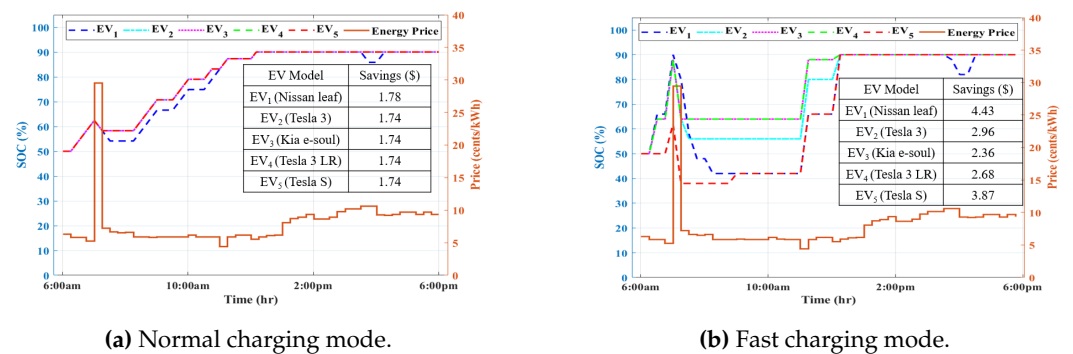 EV1 EV2 EV3 EV4 EV5 Energy Price
100
90
80
70
60
50
40
30
20
10
0
SOC (%)
40
35
30
25
20
15
10
5
0
Price (cents/kWh)
EV Model Savings ($)
EV1 (Nissan leaf) 1.78
EV2 (Tesla 3) 1.74
EV3 (Kia e-soul) 1.74
EV4 (Tesla 3 LR) 1.74
EV5 (Tesla S) 1.74
6:00am 10:00am 2:00pm 6:00pm
Time (hr)
(a) Normal charging mode.
EV1 EV2 EV3 EV4 EV5 Energy Price
100
90
80
70
60
50
40
30
20
10
0
SOC (%)
40
35
30
25
20
15
10
5
0
Price (cents/kWh)
EV Model Savings ($)
EV1 (Nissan leaf) 4.43
EV2 (Tesla 3) 2.96
EV3 (Kia e-soul) 2.36
EV4 (Tesla 3 LR) 2.68
EV5 (Tesla S) 3.87
6:00am 10:00am 2:00pm 6:00pm
Time (hr)
(b) Fast charging mode.